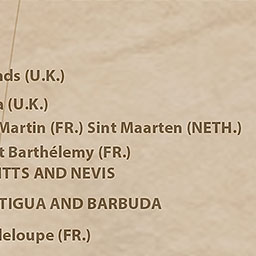 nds (U.K.)
a (U.K.)
Martin (FR.) Sint Maarten (NETH.)
t Barthélemy (FR.)
ITTS AND NEVIS
TIGUA AND BARBUDA
deloupe (FR.)